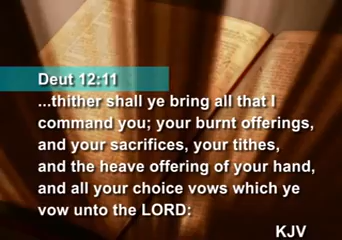 Deut 12:11
...thither shall ye bring all that I
command you; your burnt offerings,
and your sacrifices, your tithes,
and the heave offering of your hand,
and all your choice vows which ye
vow unto the LORD:
KJV